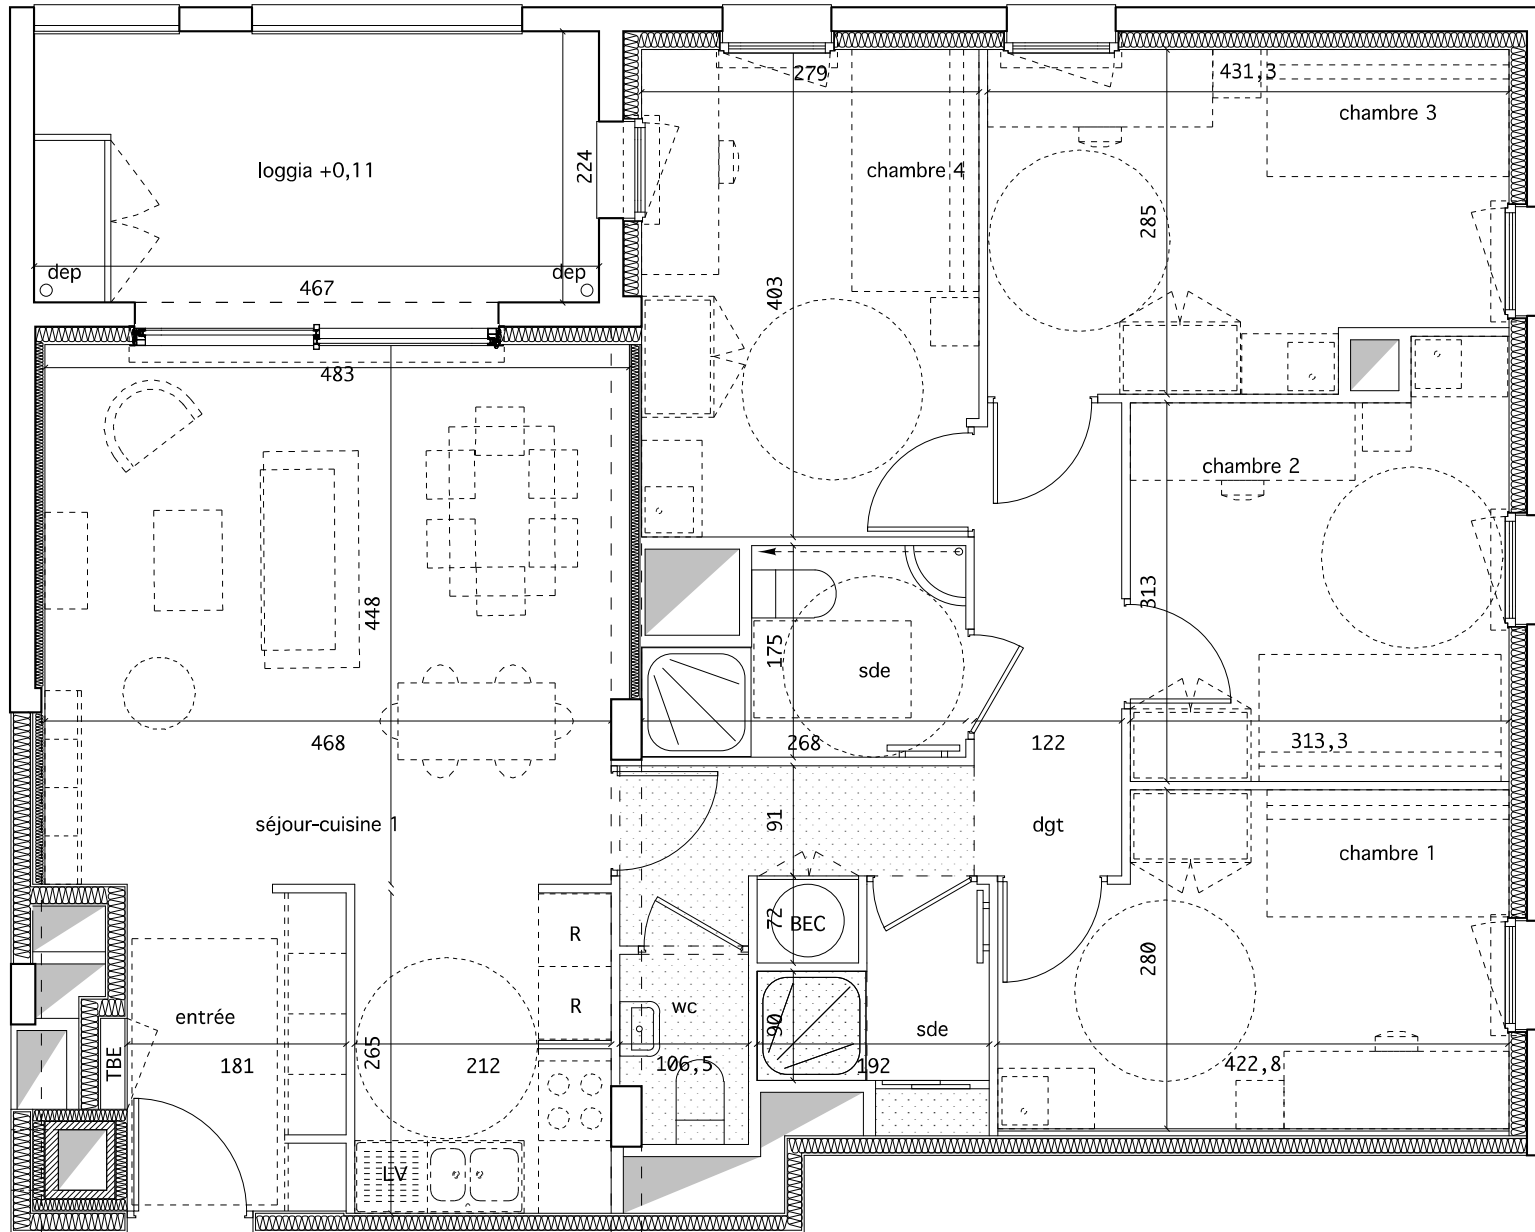 279
431,3
chambre 3
loggia +0,11
224
chambre 4
285
dep
dep
467
403
483
chambre 2
448
313
175
sde
468
268
122
313,3
91
séjour-cuisine 1
dgt
chambre 1
72
BEC
R
280
R
wc
entrée
90
sde
TBE
181
265
212
106,5
192
422,8
LV